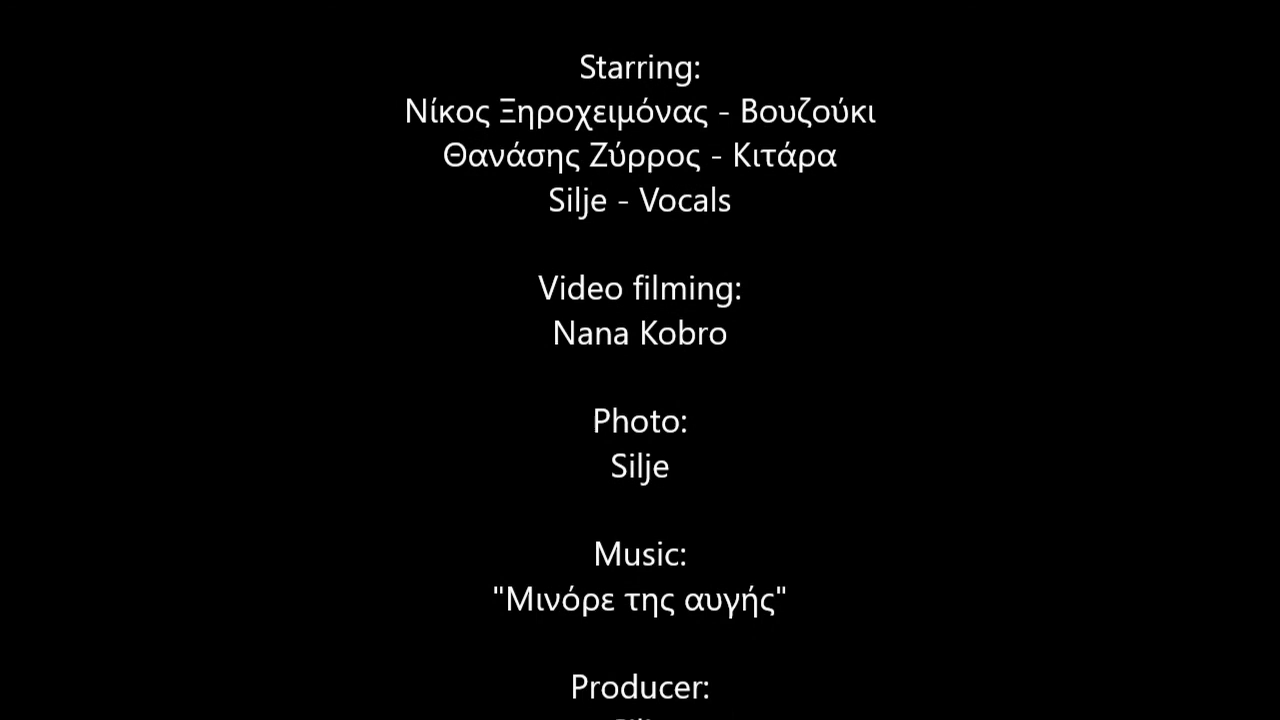 Starring:
Νίκος Ξηροχειμόνας - Βουζούκι
Θανάσης Ζύρρος - Κιτάρα
Silje - Vocals
Video filming:
Nana Kobro
Photo:
Silje
Music:
"Μινόρε της αυγής"
Producer: